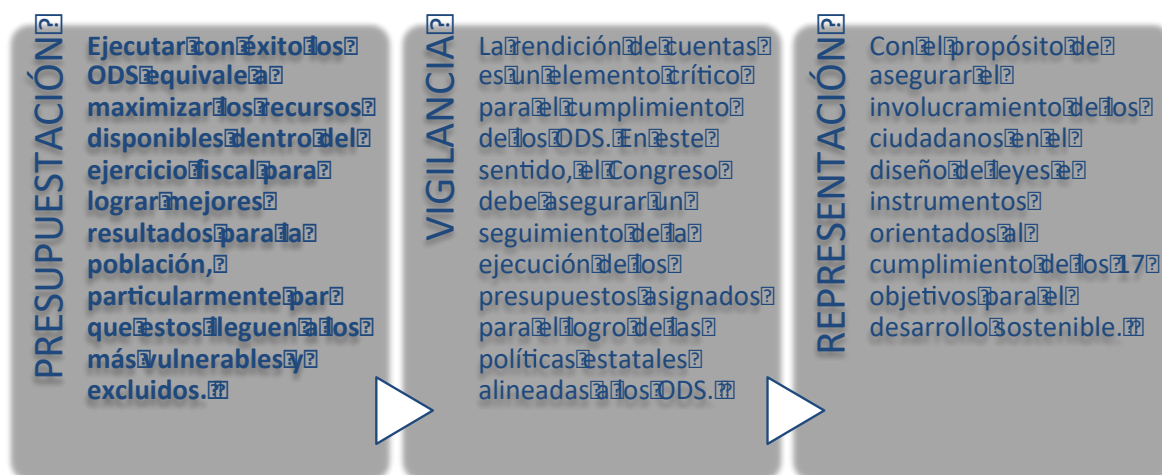 PRESUPUESTACIÓN
Ejecutar con éxito los
ODS equivale a
maximizar los recursos
disponibles dentro del
ejercicio fiscal para
lograr mejores
resultados para la
población,
particularmente par
que estos lleguen a los
más vulnerables y
excluidos.
VIGILANCIA
La rendición de cuentas
es un elemento crítico
para el cumplimiento
de los ODS. En este
sentido, el Congreso
debe asegurar un
seguimiento de la
ejecución de los
presupuestos asignados
para el logro de las
políticas estatales
alineadas a los ODS.
REPRESENTACIÓN
Con el propósito de
asegurar el
involucramiento de los
ciudadanos en el
diseño de leyes e
instrumentos
orientados al
cumplimiento de los 17
objetivos para el
desarrollo sostenible.